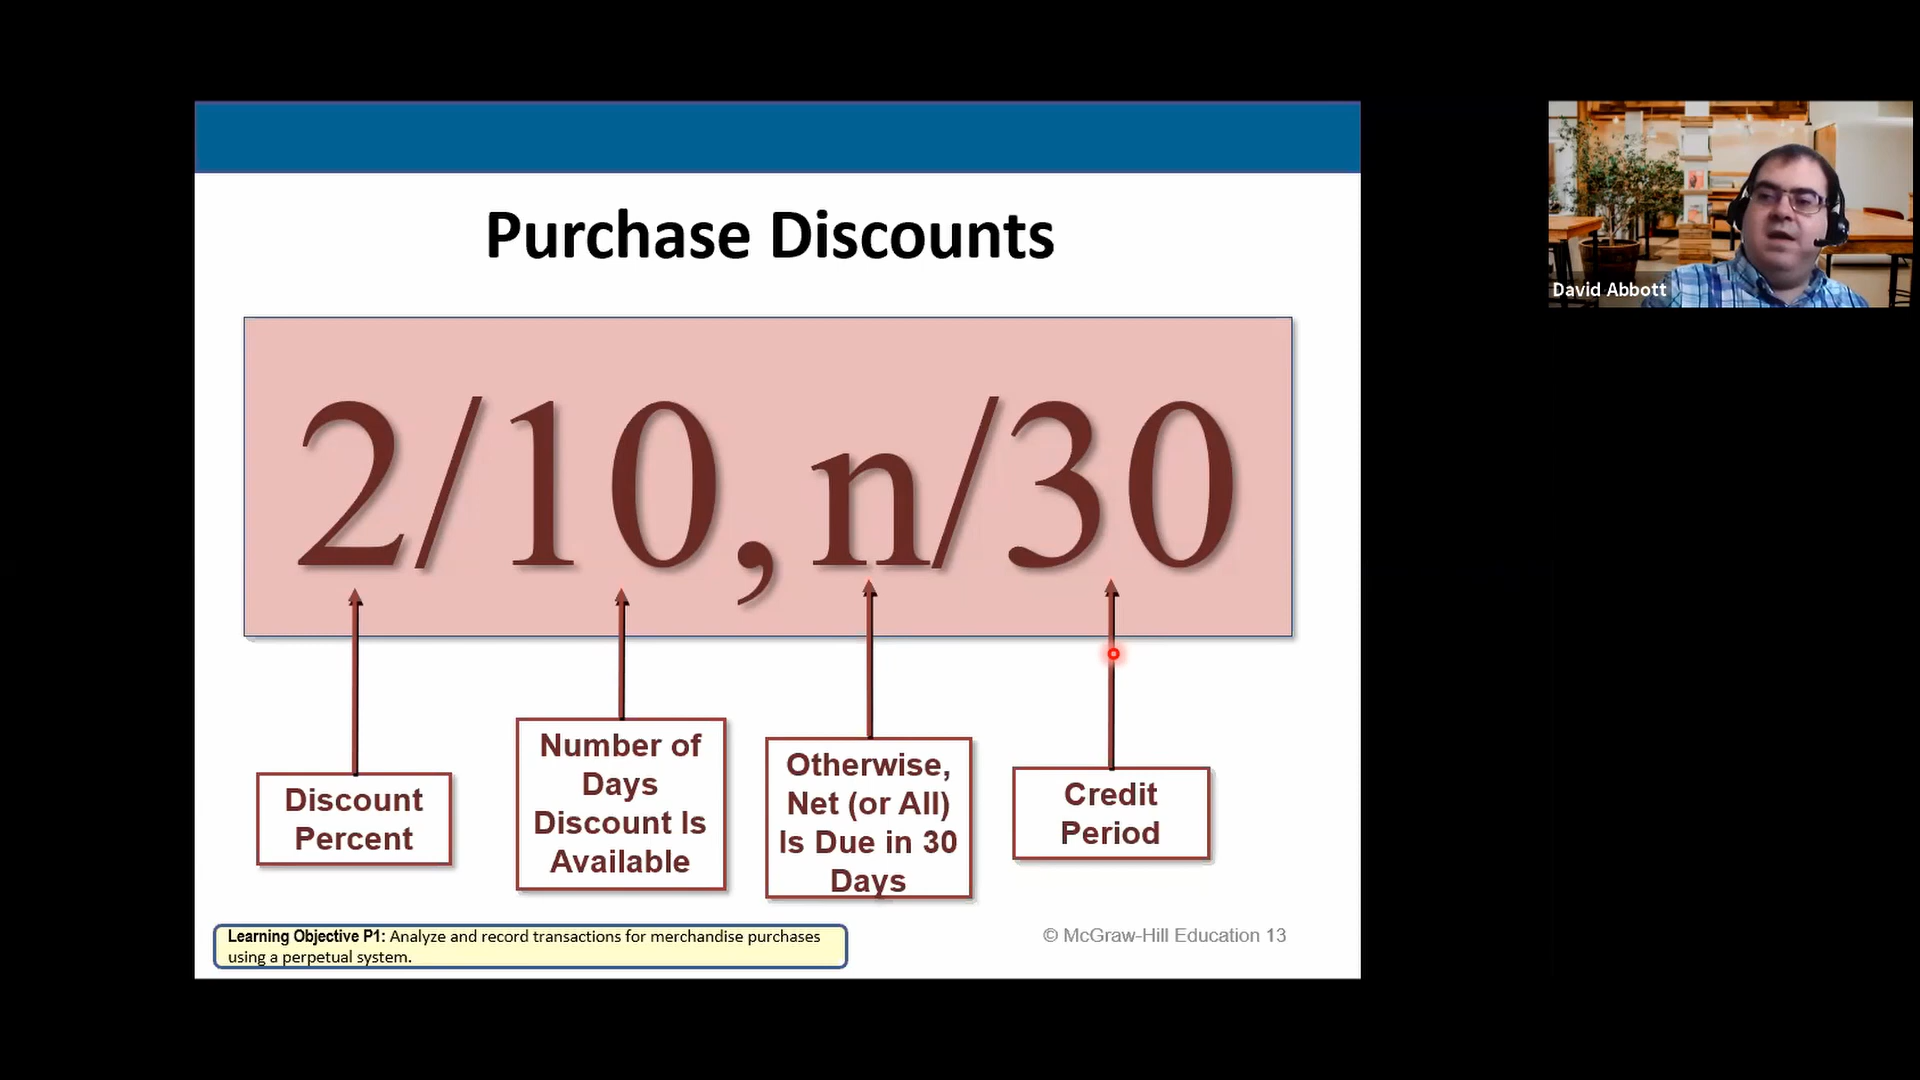 Purchase Discounts
2/10, n/30
Discount
Percent
Number of
Days
Discount Is
Available
Otherwise,
Net (or All)
Is Due in 30
Days
Credit
Period
Learning Objective P1: Analyze and record transactions for merchandise purchases
using a perpetual system.
© McGraw-Hill Education 13
David Abbott